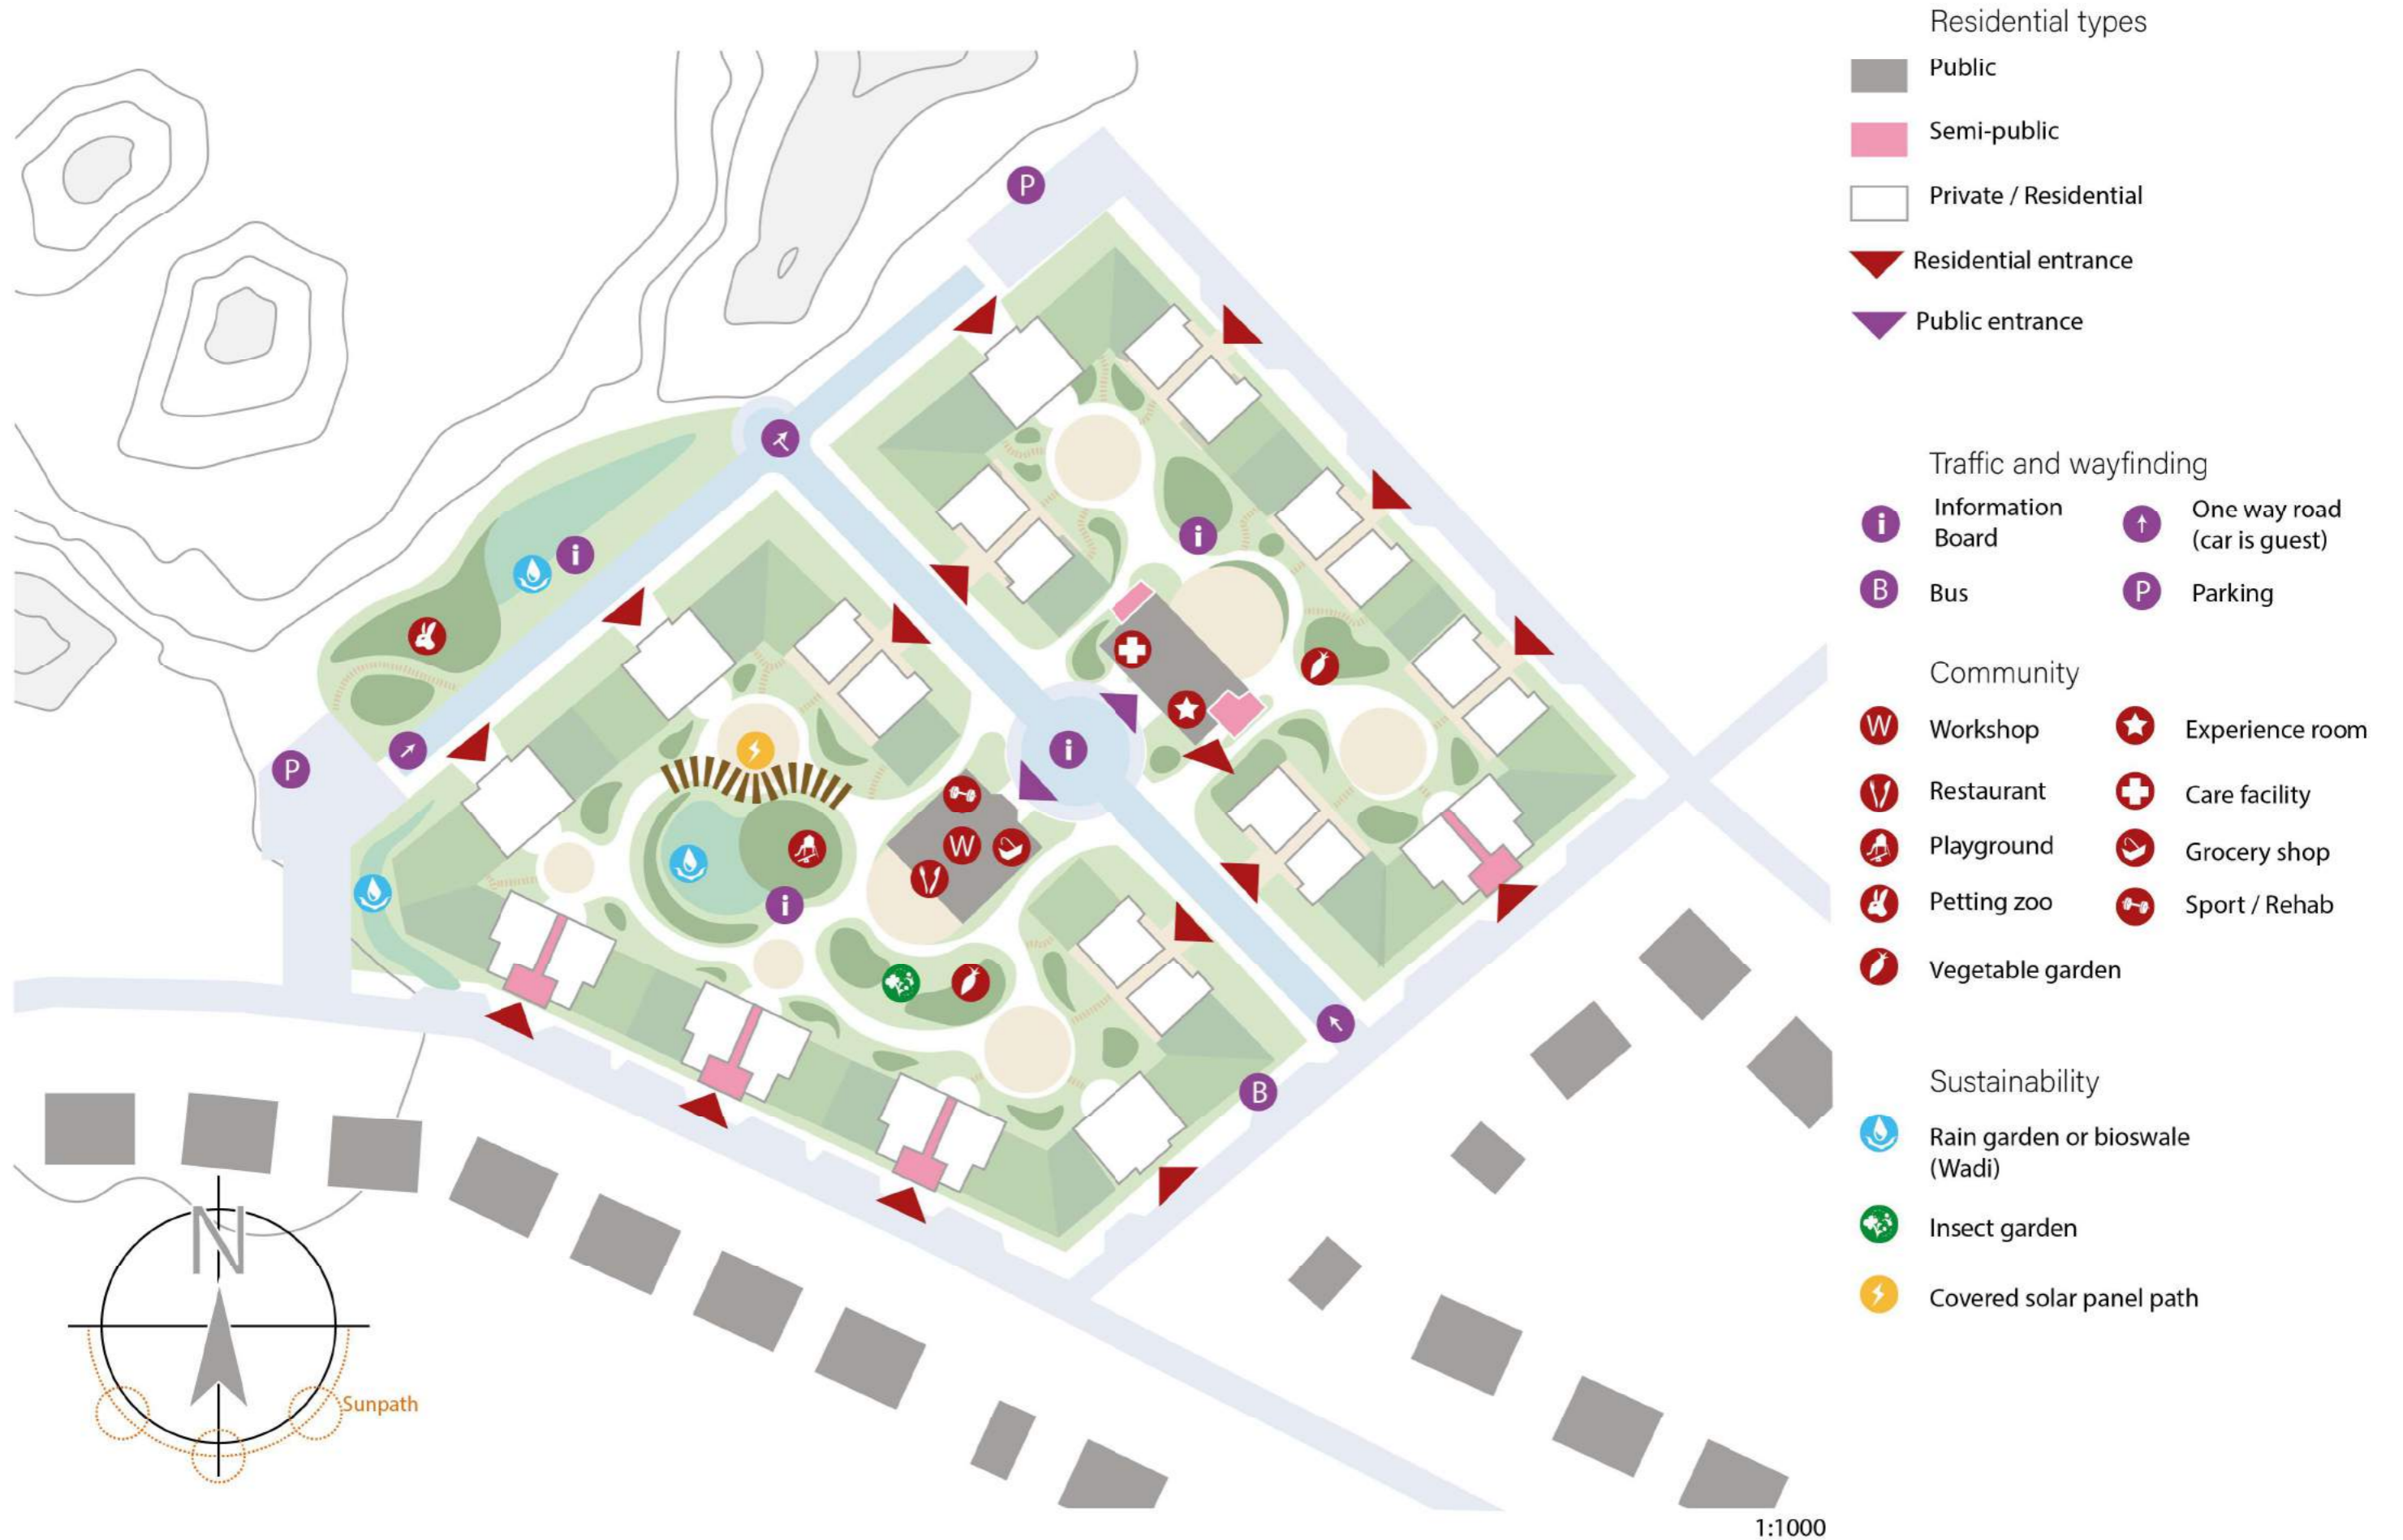 Residential types
Public
Semi-public
Private / Residential
Residential entrance
Public entrance
Traffic and wayfinding
Information
Board
One way road
(car is guest)
B
Bus
P
Parking
Community
W
Workshop
Experience room
Restaurant
Care facility
Playground
Grocery shop
Petting zoo
Sport / Rehab
Vegetable garden
Sustainability
Rain garden or bioswale
(Wadi)
Insect garden
Covered solar panel path
P
i
i
i
P
W
i
B
N
Sunpath
1:1000
i